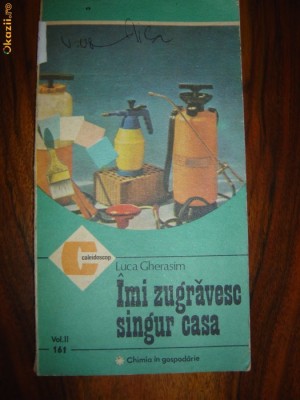 Okazii.ro
caleidoscop
Luca Gherasim
Îmi zugrăvesc
singur casa
Vol.II
161
Chimia în gospodărie